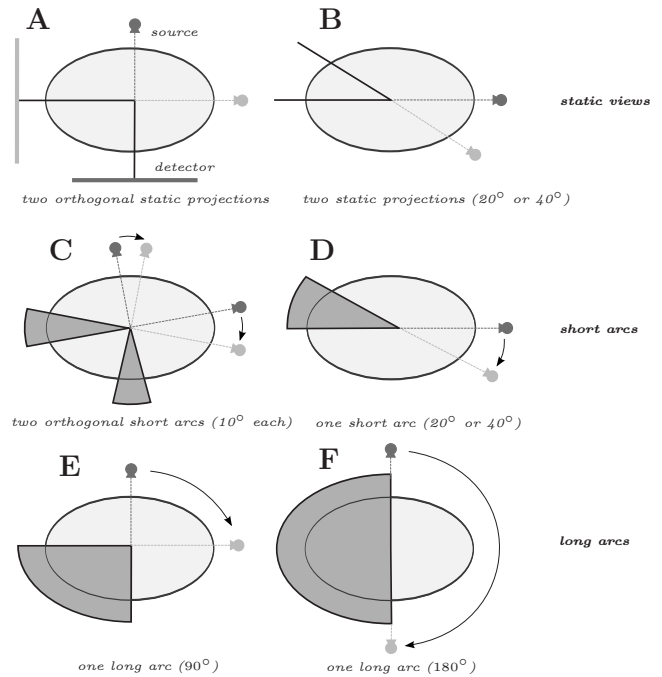 A
B
source
static views
detector
two orthogonal static projections
two static projections (20° or 40°)
C
D
short arcs
two orthogonal short arcs (10° each)
one short arc (20° or 40°)
E
F
long arcs
one long arc (90°)
one long arc (180°)